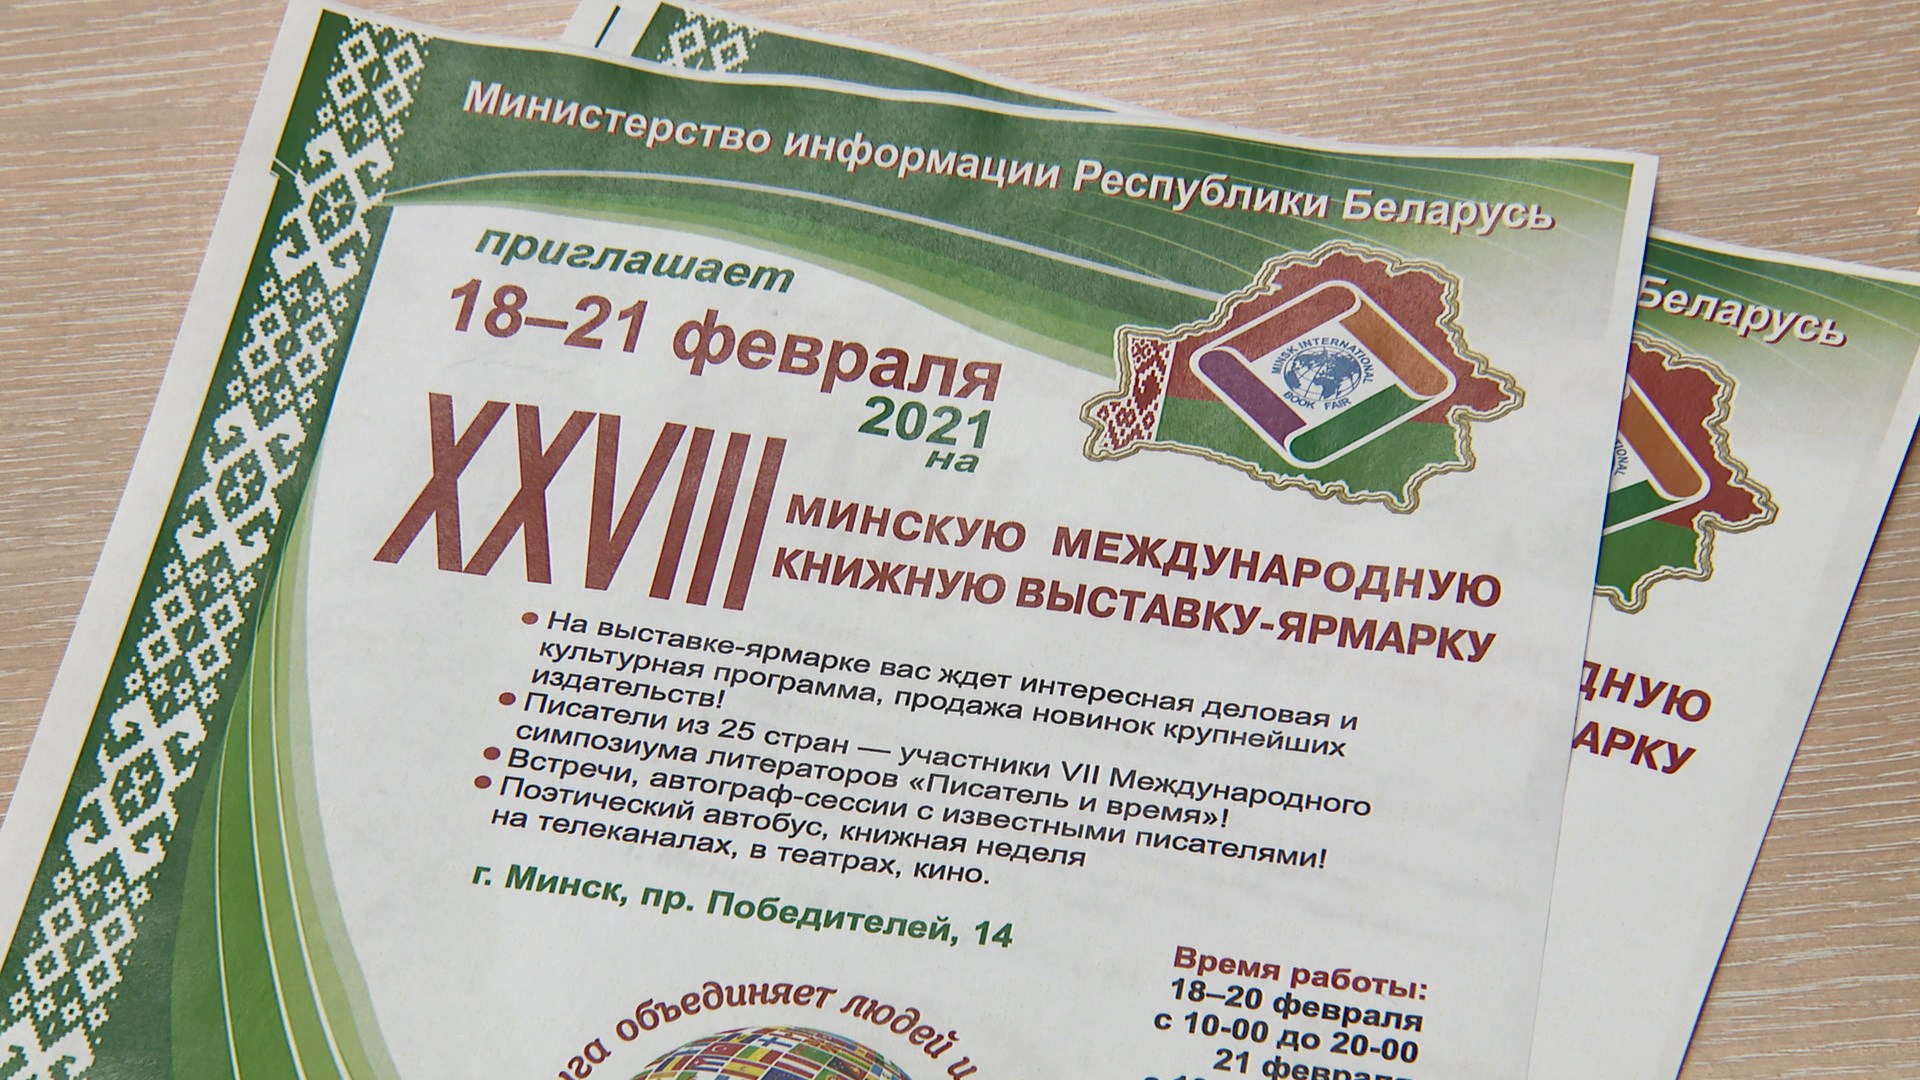 Министерство информации Республики Беларусь
приглашает
18–21 февраля
2021
на
XXVIII
МИНСКУЮ МЕЖДУНАРОДНУЮ
КНИЖНУЮ ВЫСТАВКУ-ЯРМАРКУ
MINSK INTERNATIONAL
BOOK FAIR
• На выставке-ярмарке вас ждет интересная деловая и
культурная программа, продажа новинок крупнейших
издательств!
• Писатели из 25 стран — участники VII Международного
симпозиума литераторов «Писатель и время»!
• Встречи, автограф-сессии с известными писателями!
• Поэтический автобус, книжная неделя
на телеканалах, в театрах, кино.
г. Минск, пр. Победителей, 14
объединяет людей и
Время работы:
18–20 февраля
с 10-00 до 20-00
21 февраля
Беларусь
ДНУЮ
АРКУ